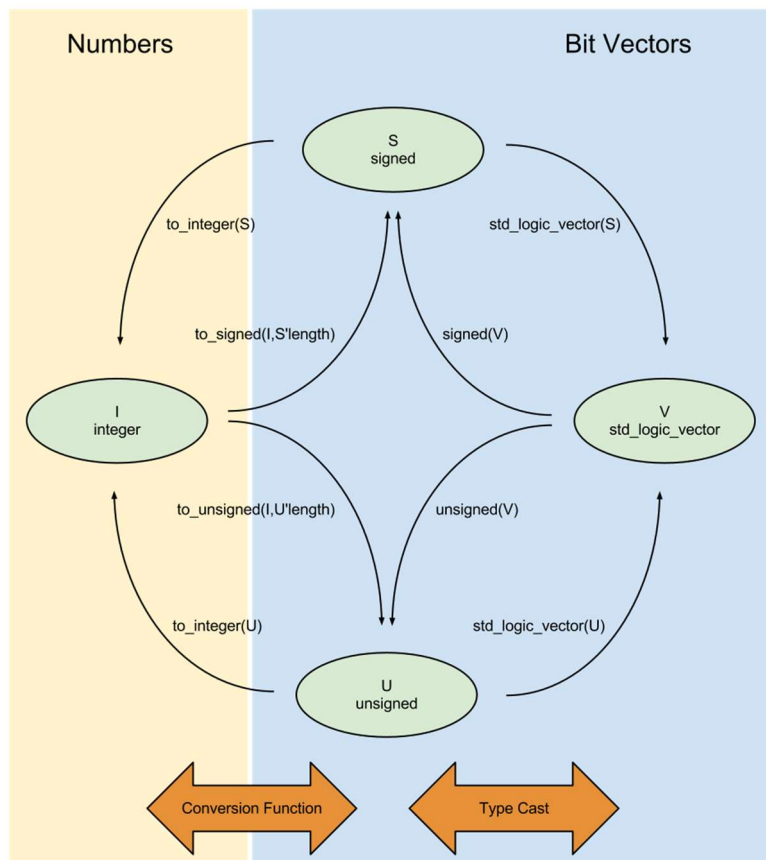 Numbers
Bit Vectors
S
signed
to_integer(S)
std_logic_vector(S)
to_signed(I,S'length)
signed(V)
I
integer
V
std_logic_vector
to_unsigned(I,U'length)
unsigned(V)
to_integer(U)
std_logic_vector(U)
U
unsigned
Conversion Function
Type Cast